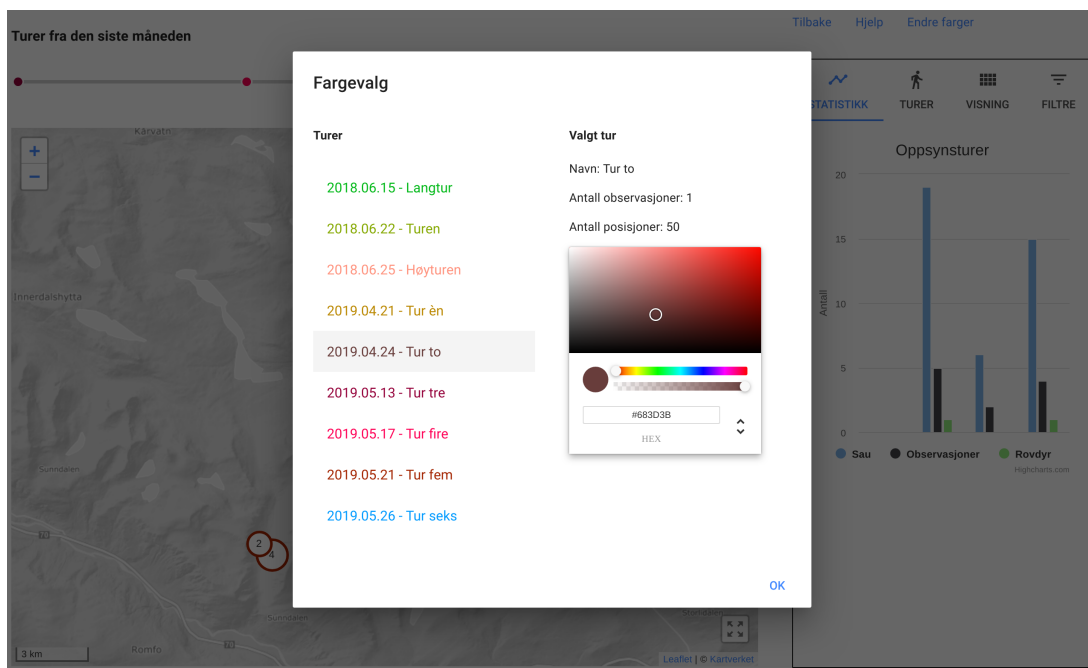 Tilbake Hjelp Endre farger
Turer fra den siste måneden
Fargevalg
Turer
2018.06.15 - Langtur
2018.06.22 - Turen
2018.06.25 - Høyturen
2019.04.21 - Tur èn
2019.04.24 - Tur to
2019.05.13 - Tur tre
2019.05.17 - Tur fire
2019.05.21 - Tur fem
2019.05.26 - Tur seks
Valgt tur
Navn: Tur to
Antall observasjoner: 1
Antall posisjoner: 50
#683D3B
HEX
OK
STATISTIKK TURER VISNING FILTRE
Oppsynsturer
Antall
20
15
10
5
0
Sau Observasjoner Rovdyr
Highcharts.com
+
−
Kårvatn
Innerdalshytta
Sunndalen
70
2
4
Sunndalen
70
Romfo
3 km
Leaflet | © Kartverket